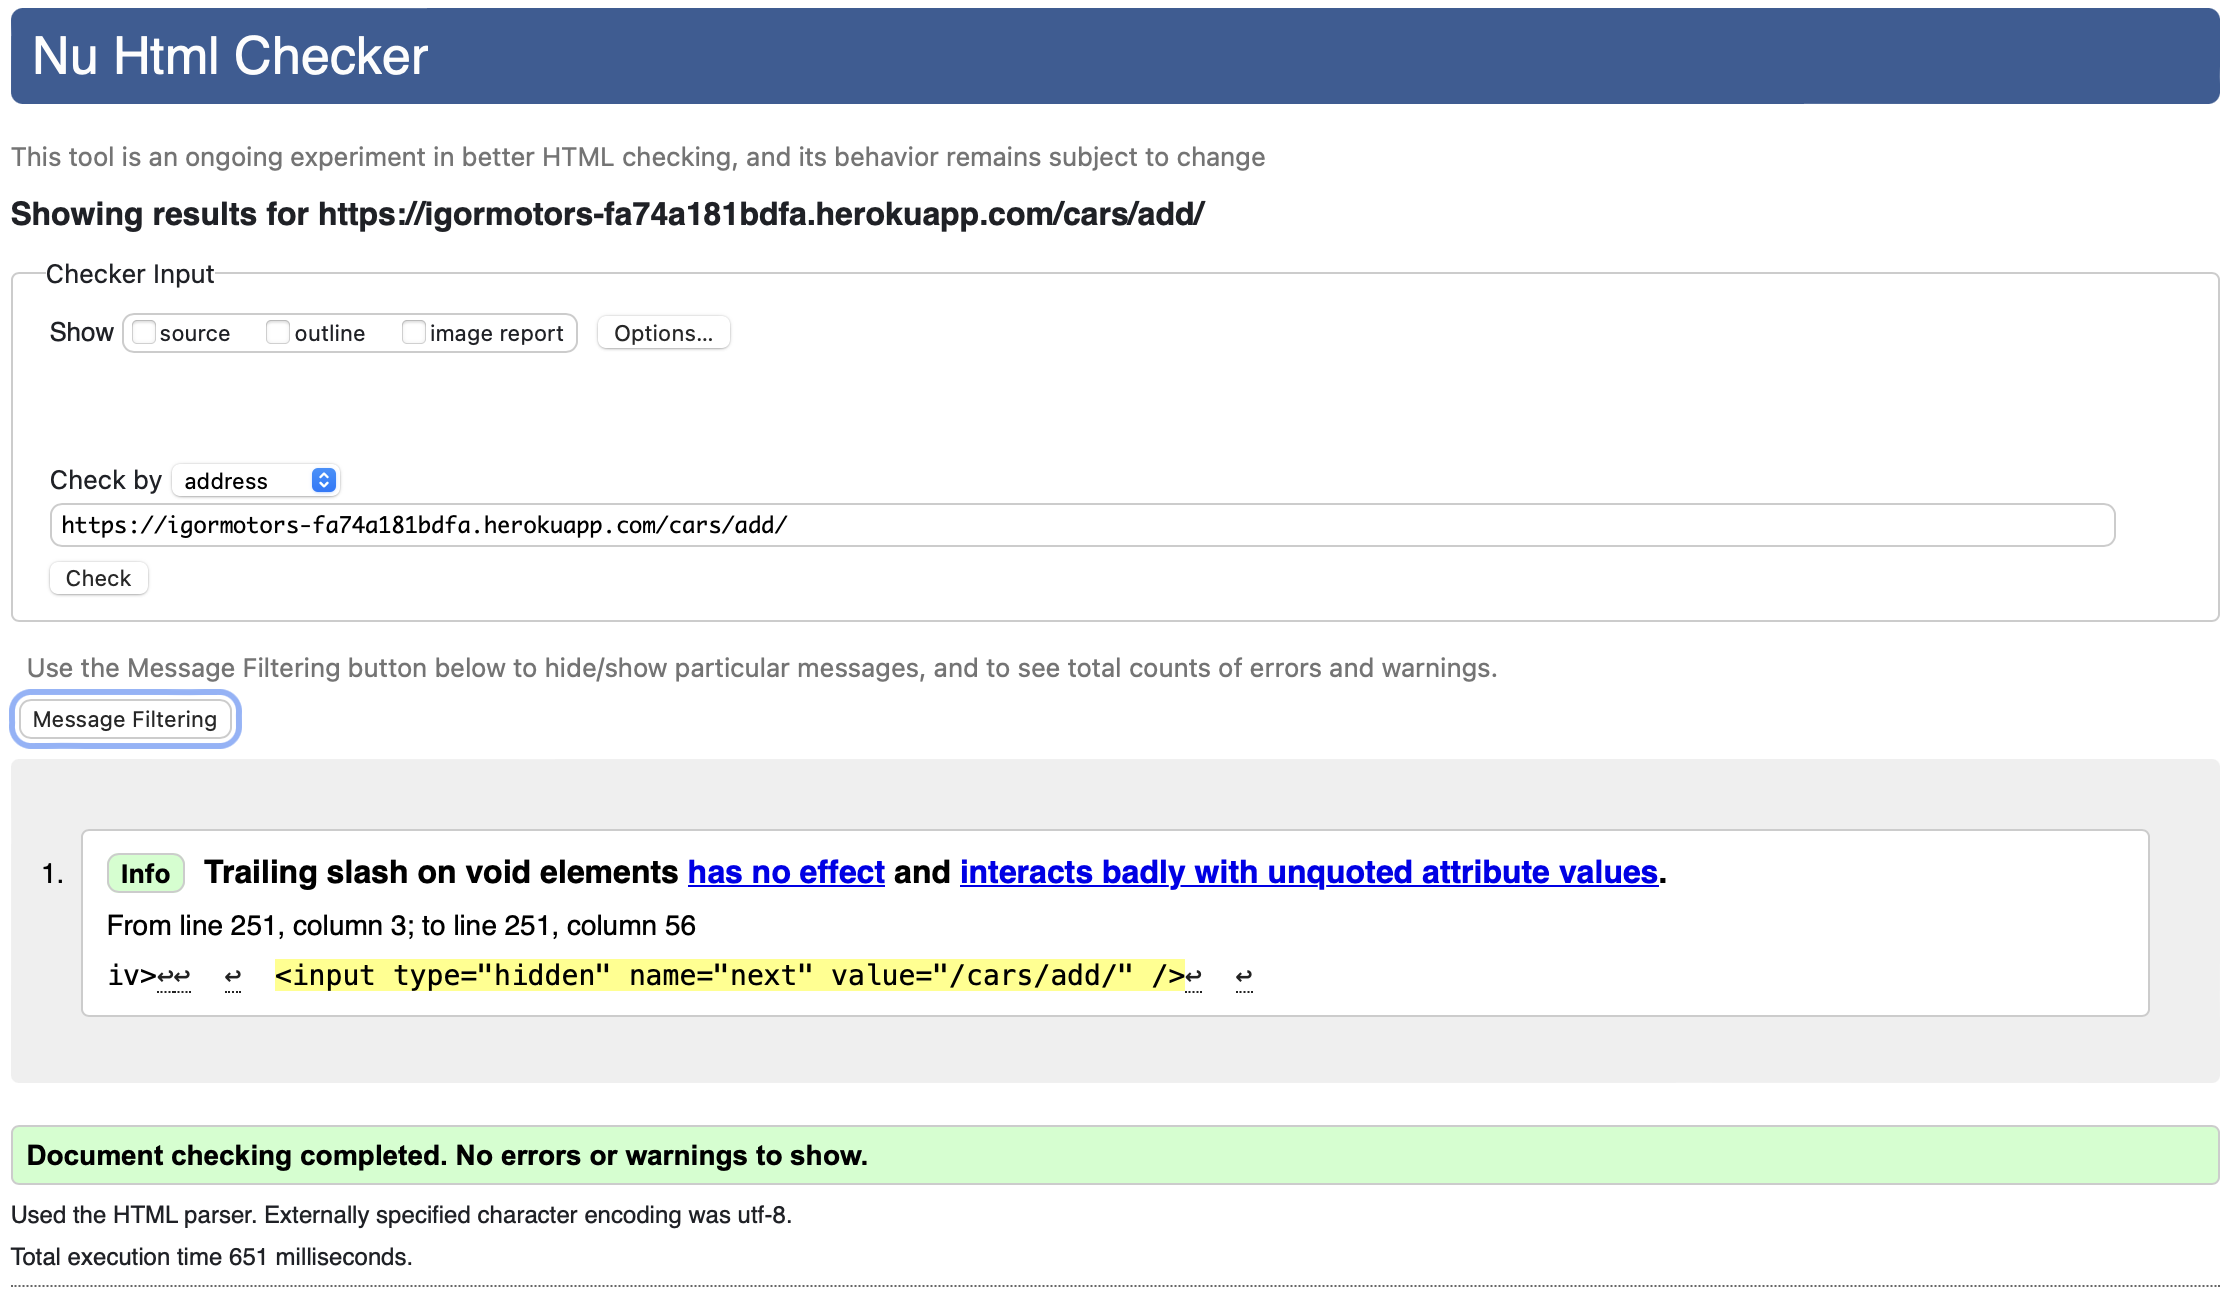 Nu Html Checker
This tool is an ongoing experiment in better HTML checking, and its behavior remains subject to change
Showing results for https://igormotors-fa74a181bdfa.herokuapp.com/cars/add/
Checker Input
Show source outline image report Options...
Check by address
https://igormotors-fa74a181bdfa.herokuapp.com/cars/add/
Check
Use the Message Filtering button below to hide/show particular messages, and to see total counts of errors and warnings.
Message Filtering
1. Info Trailing slash on void elements has no effect and interacts badly with unquoted attribute values.
From line 251, column 3; to line 251, column 56
iv>↩↩ ↩ <input type="hidden" name="next" value="/cars/add/" />↩ ↩
Document checking completed. No errors or warnings to show.
Used the HTML parser. Externally specified character encoding was utf-8.
Total execution time 651 milliseconds.